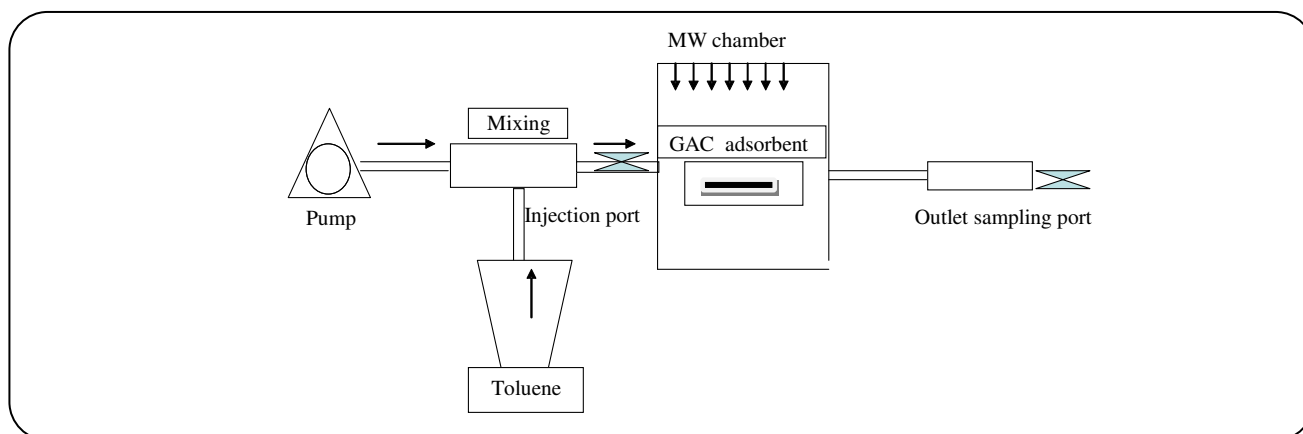 MW chamber
Mixing
GAC adsorbent
Pump
Injection port
Outlet sampling port
Toluene